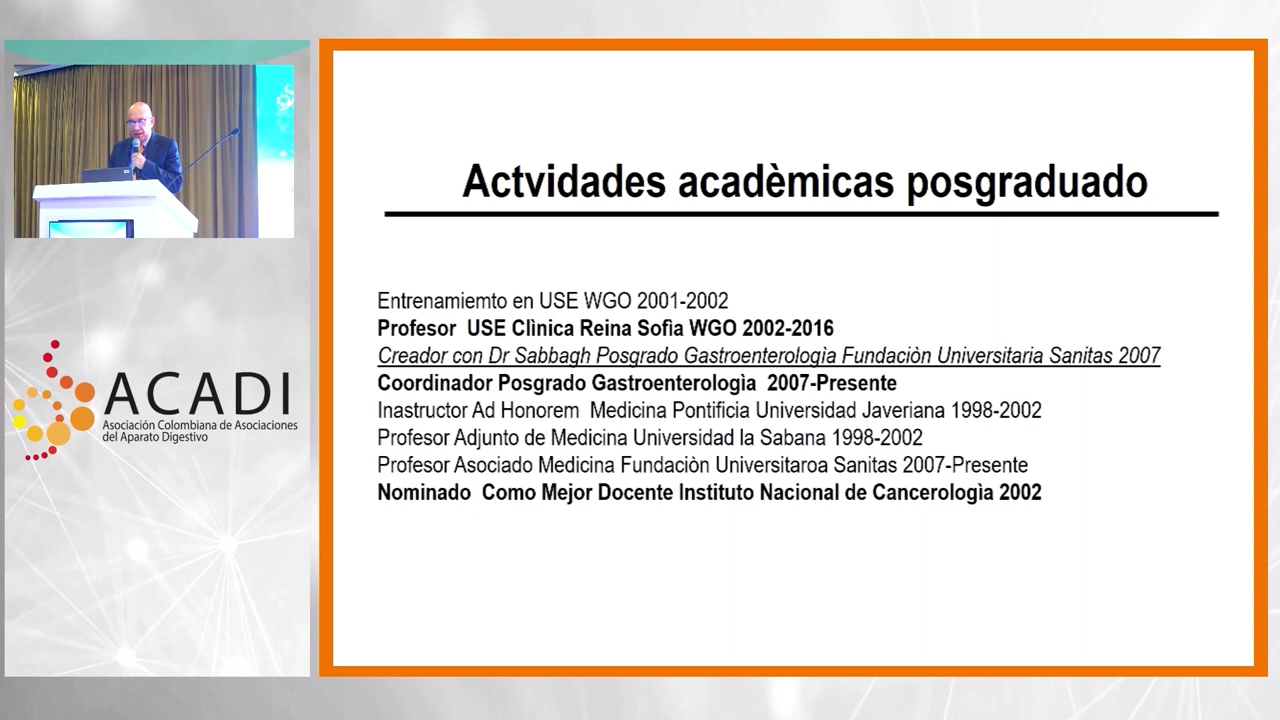 Actvidades acadèmicas posgraduado
Entrenamiemto en USE WGO 2001-2002
Profesor  USE Clìnica Reina Sofìa WGO 2002-2016
Creador con Dr Sabbagh Posgrado Gastroenterologìa Fundaciòn Universitaria Sanitas 2007
Coordinador Posgrado Gastroenterologìa  2007-Presente
Inastructor Ad Honorem  Medicina Pontificia Universidad Javeriana 1998-2002
Profesor Adjunto de Medicina Universidad la Sabana 1998-2002
Profesor Asociado Medicina Fundaciòn Universitaroa Sanitas 2007-Presente
Nominado  Como Mejor Docente Instituto Nacional de Cancerologìa 2002
ACADI
Asociación Colombiana de Asociaciones
del Aparato Digestivo